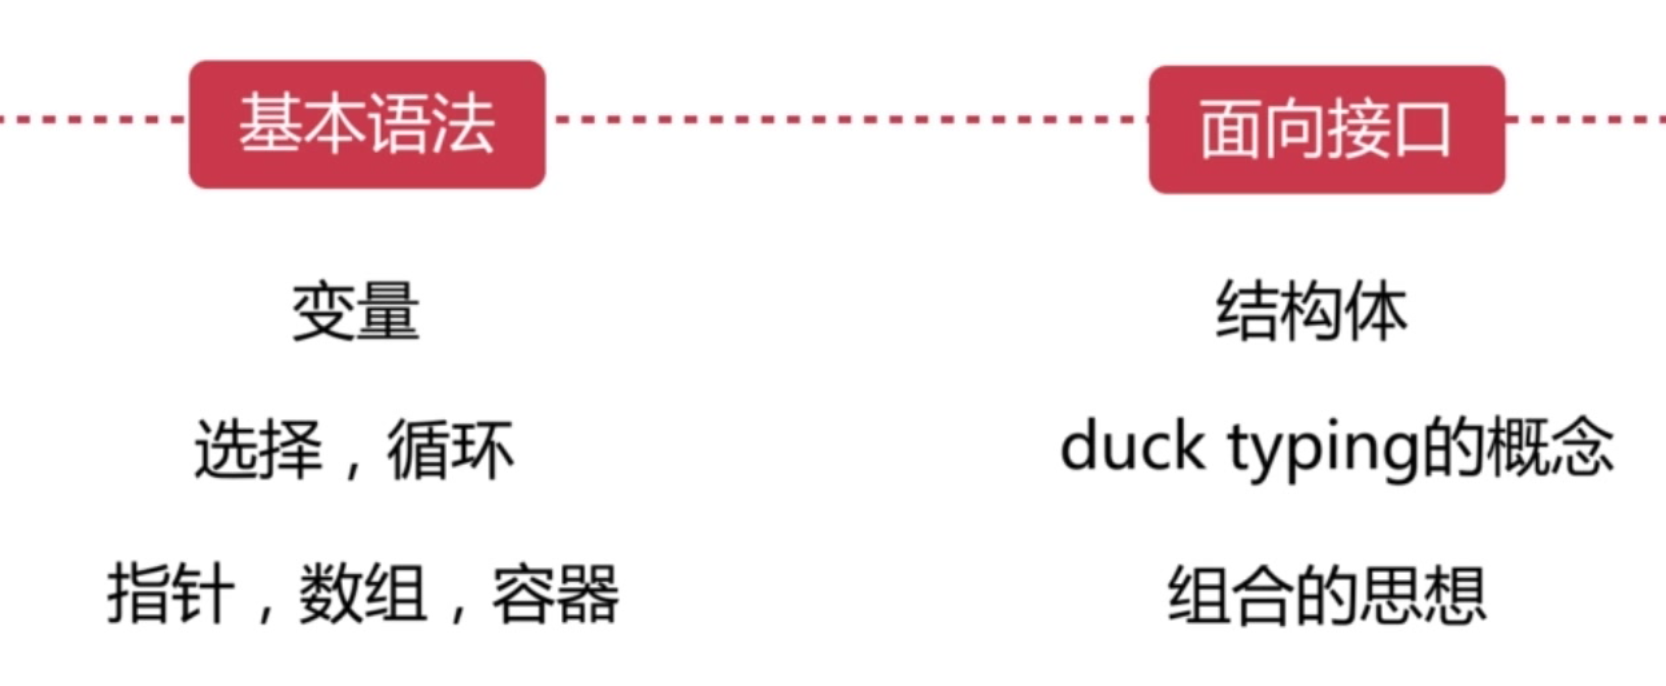 基本语法
变量
选择，循环
指针，数组，容器
面向接口
结构体
duck typing的概念
组合的思想